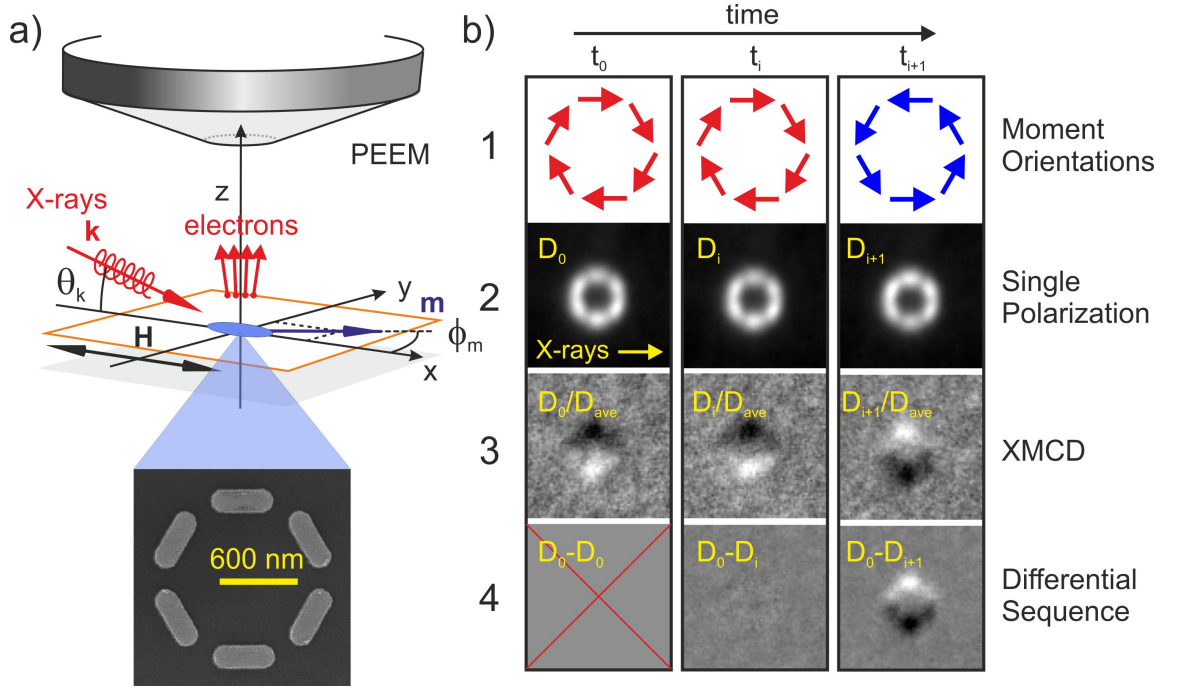 a)
PEEM
z
X-rays
k
electrons
θk
y
m
H
ϕm
x
600 nm
b)
time
t0
ti
ti+1
1
Moment
Orientations
D0
Di
Di+1
2
Single
Polarization
X-rays
D0/Dave
Di/Dave
Di+1/Dave
3
XMCD
D0-D0
D0-Di
D0-Di+1
4
Differential
Sequence